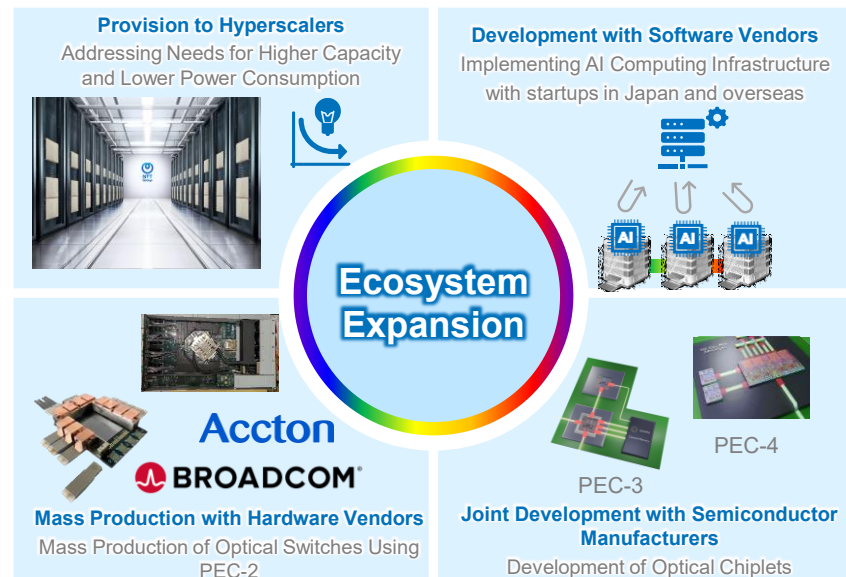 Provision to Hyperscalers
Addressing Needs for Higher Capacity
and Lower Power Consumption
NTT
Development with Software Vendors
Implementing AI Computing Infrastructure
with startups in Japan and overseas
AI
AI
AI
Ecosystem
Expansion
Accton
BROADCOM®
Mass Production with Hardware Vendors
Mass Production of Optical Switches Using
PEC-2
PEC-4
PEC-3
Joint Development with Semiconductor
Manufacturers
Development of Optical Chiplets